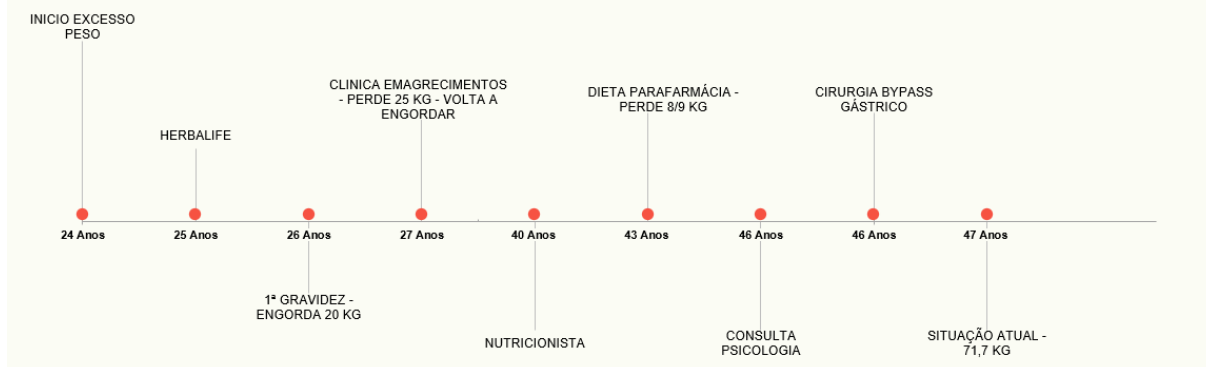 INICIO EXCESSO
PESO
CLINICA EMAGRECIMENTOS
- PERDE 25 KG - VOLTA A
ENGORDAR
DIETA PARAFARMÁCIA -
PERDE 8/9 KG
CIRURGIA BYPASS
GÁSTRICO
HERBALIFE
24 Anos
25 Anos
26 Anos
27 Anos
40 Anos
43 Anos
46 Anos
46 Anos
47 Anos
1ª GRAVIDEZ -
ENGORDA 20 KG
NUTRICIONISTA
CONSULTA
PSICOLOGIA
SITUAÇÃO ATUAL -
71,7 KG